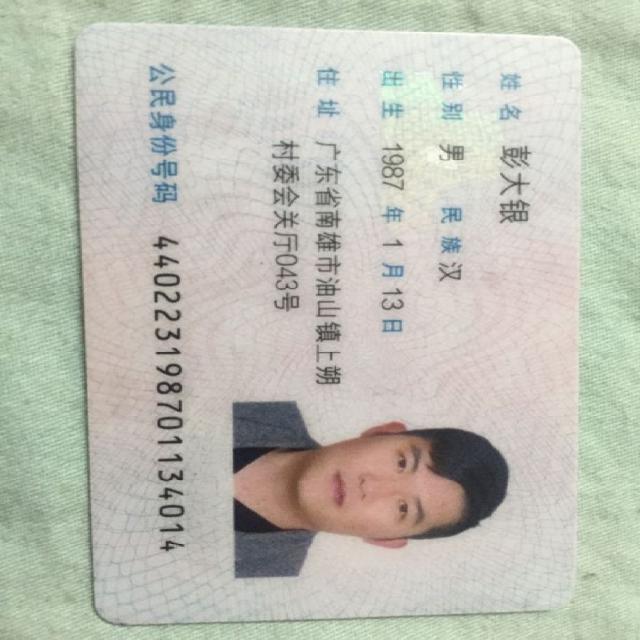 姓名 彭大银
性别 男 民族 汉
出生 1987 年 1 月 13 日
住址 广东省南雄市油山镇上朔
村委会关厅043号
公民身份号码 440223198701134014